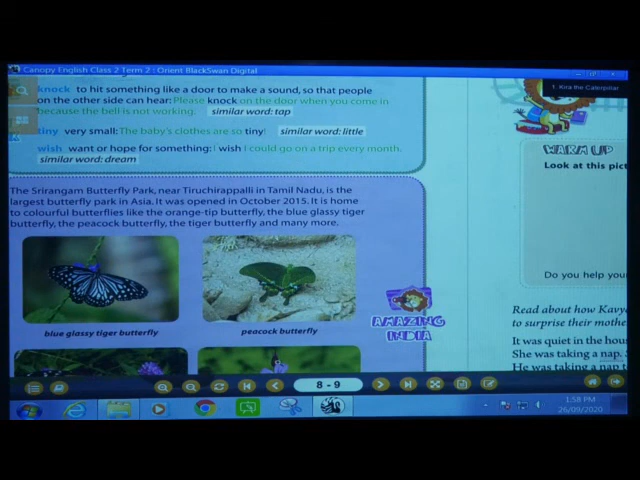 Canopy English Class 2 Term 2 : Orient BlackSwan Digital
1. Kira the Caterpillar
knock to hit something like a door to make a sound, so that people
on the other side can hear: Please knock on the door when you come in
because the bell is not working. similar word: tap
tiny very small: The baby's clothes are so tiny! similar word: little
wish want or hope for something: I wish I could go on a trip every month.
similar word: dream
The Srirangam Butterfly Park, near Tiruchirappalli in Tamil Nadu, is the
largest butterfly park in Asia. It was opened in October 2015. It is home
to colourful butterflies like the orange-tip butterfly, the blue glassy tiger
butterfly, the peacock butterfly, the tiger butterfly and many more.
blue glassy tiger butterfly
peacock butterfly
AMAZING
INDIA
WARM UP
Look at this pict
Do you help your
Read about how Kavy
to surprise their mothe
It was quiet in the hous
She was taking a nap. S
He was taking a nap t
8 - 9
1:58 PM
26/09/2020